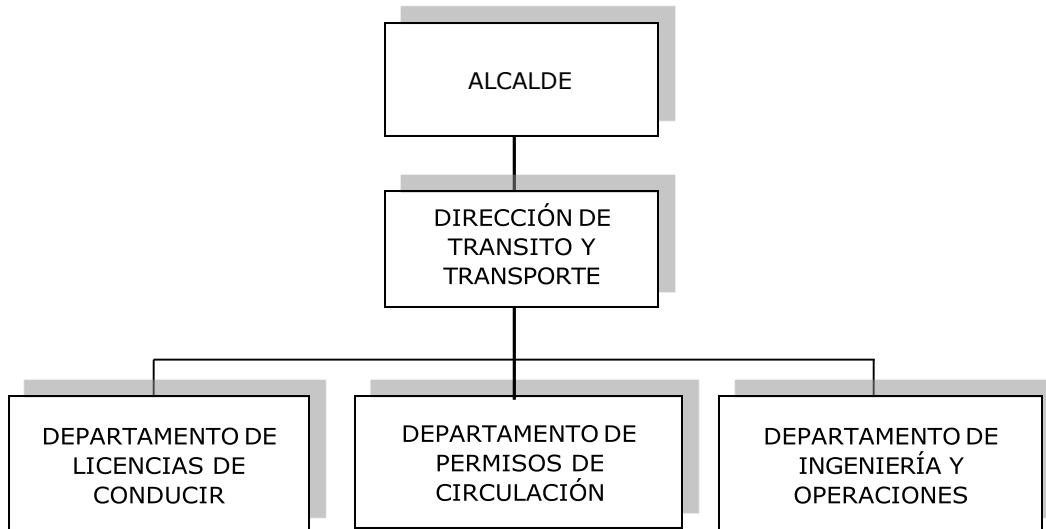 ALCALDE
DIRECCIÓN DE
TRANSITO Y
TRANSPORTE
DEPARTAMENTO DE
LICENCIAS DE
CONDUCIR
DEPARTAMENTO DE
PERMISOS DE
CIRCULACIÓN
DEPARTAMENTO DE
INGENIERÍA Y
OPERACIONES